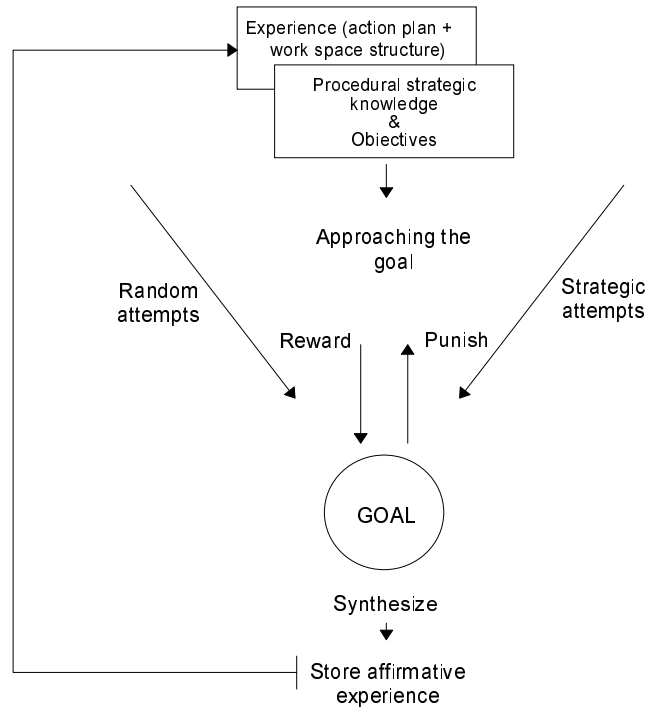 Experience (action plan +
work space structure)
Procedural strategic
knowledge
&
Obiectives
Approaching the
goal
Random
attempts
Strategic
attempts
Reward
Punish
GOAL
Synthesize
Store affirmative
experience